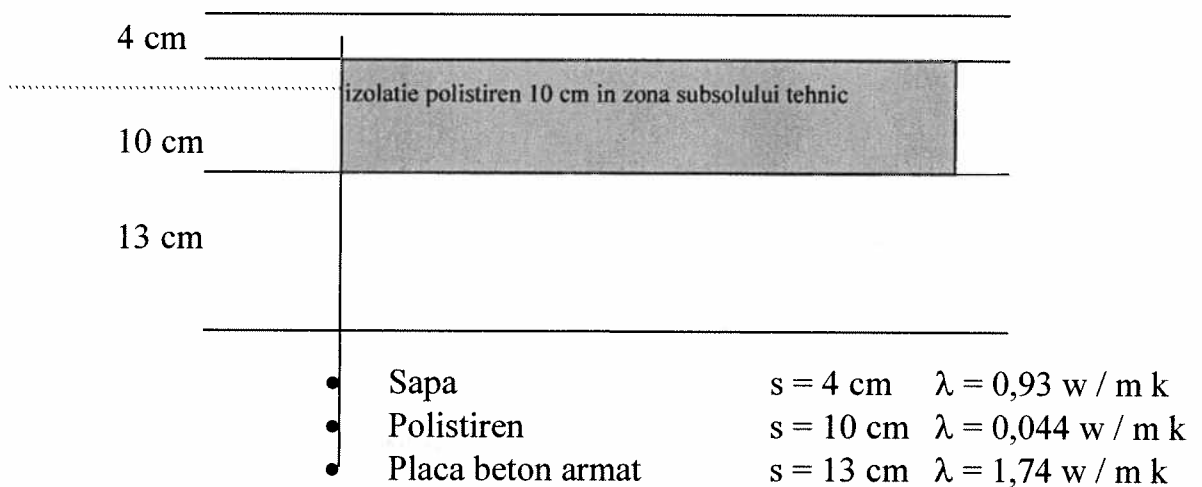 4 cm
izolatie polistiren 10 cm in zona subsolului tehnic
10 cm
13 cm
Sapa s = 4 cm λ = 0,93 w / m k
Polistiren s = 10 cm λ = 0,044 w / m k
Placa beton armat s = 13 cm λ = 1,74 w / m k